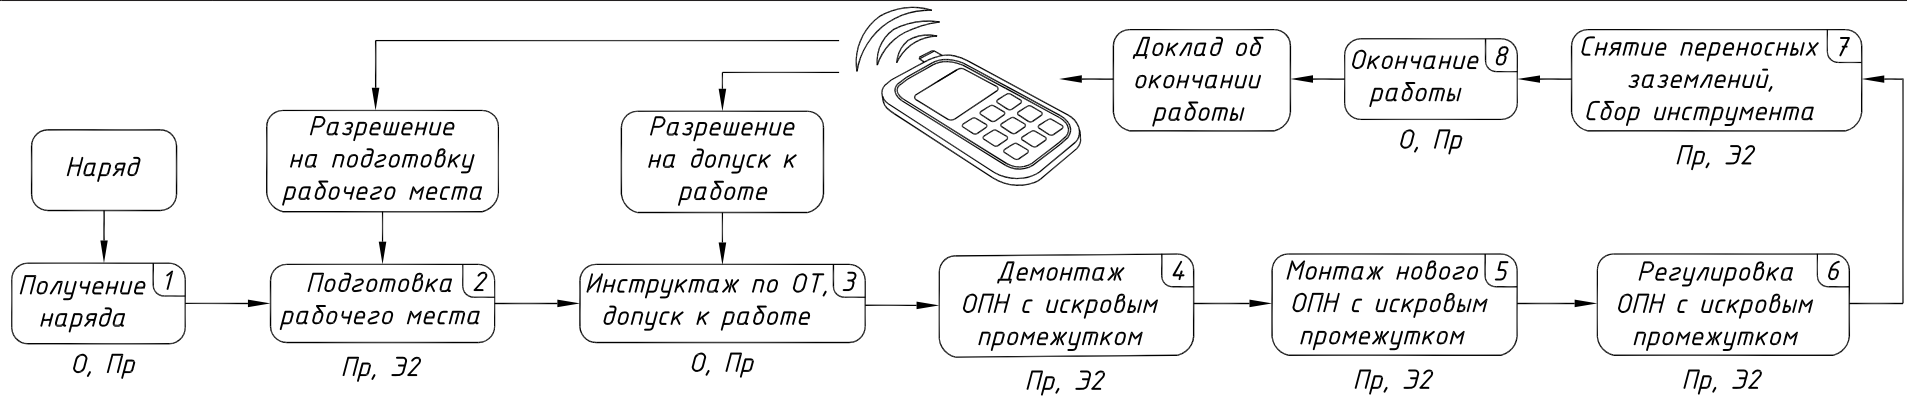 Наряд
Получение
наряда
1
О, Пр
Разрешение
на подготовку
рабочего места
Подготовка
рабочего места
2
Пр, Э2
Разрешение
на допуск к
работе
Инструктаж по ОТ,
допуск к работе
3
О, Пр
Демонтаж
ОПН с искровым
промежутком
4
Пр, Э2
Монтаж нового
ОПН с искровым
промежутком
5
Пр, Э2
Регулировка
ОПН с искровым
промежутком
6
Пр, Э2
Снятие переносных
заземлений,
Сбор инструмента
7
Пр, Э2
Окончание
работы
8
О, Пр
Доклад об
окончании
работы